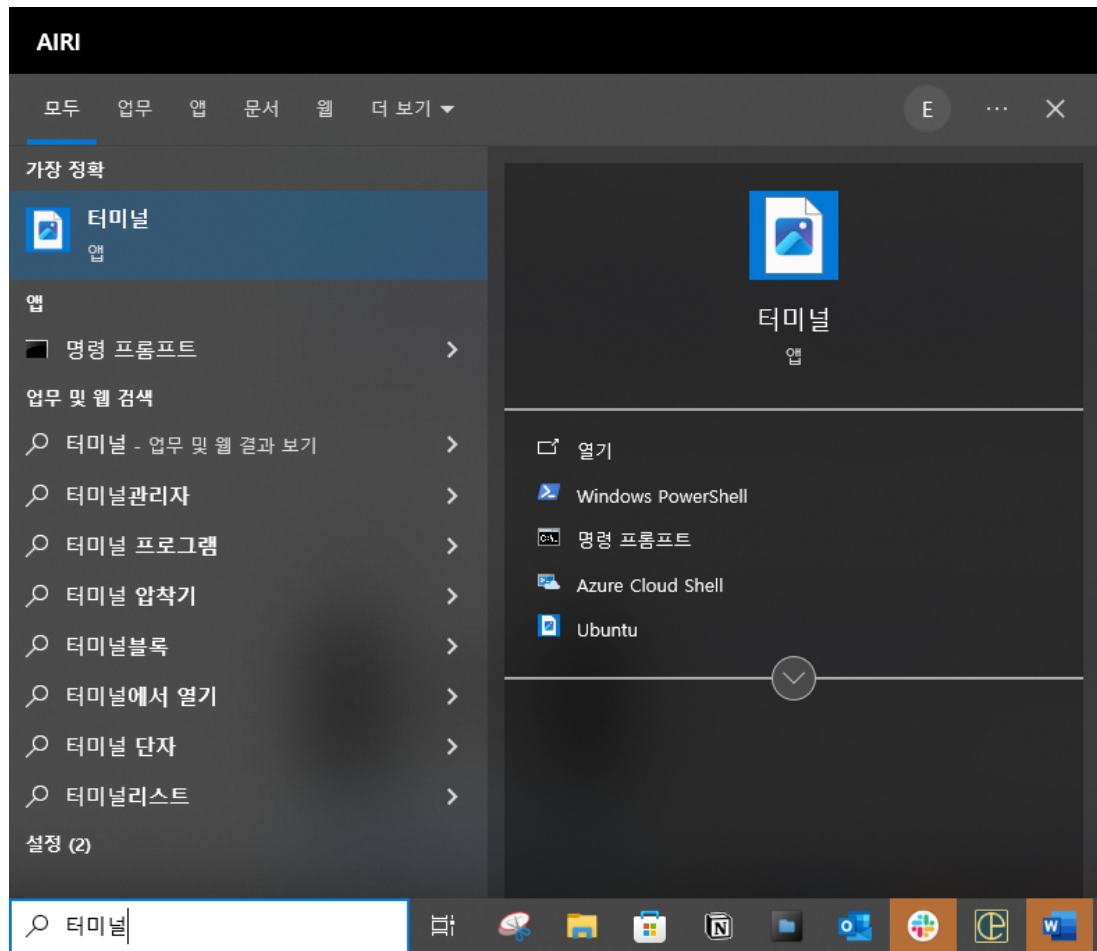 AIRI
모두 업무 앱 문서 웹 더 보기
E ...
가장 정확
터미널
앱
앱
명령 프롬프트
업무 및 웹 검색
터미널 - 업무 및 웹 결과 보기
터미널관리자
터미널 프로그램
터미널 압착기
터미널블록
터미널에서 열기
터미널 단자
터미널리스트
설정 (2)
터미널
앱
열기
Windows PowerShell
명령 프롬프트
Azure Cloud Shell
Ubuntu
터미널